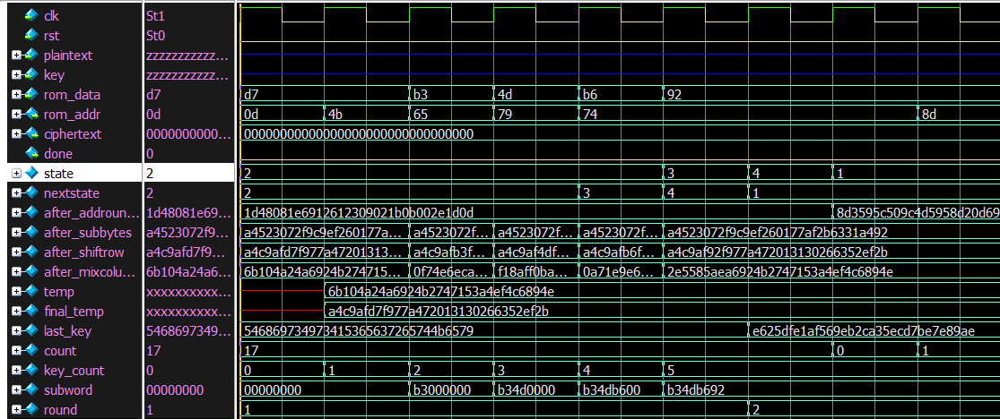 clk St1
rst St0
plaintext zzzzzzzzzzz...
key zzzzzzzzzzz...
rom_data d7 d7 b3 4d b6 92
rom_addr 0d 0d 4b 65 79 74 8d
ciphertext 0000000000... 00000000000000000000000000000000
done 0
state 2 2 3 4 1
nextstate 2 2 3 4 1
after_addroun... 1d48081e69... 1d48081e6912612309021b0b002e1d0d 8d3595c509c4d5958d20d69
after_subbytes a4523072f9... a4523072f9c9ef260177a... a4523072f... a4523072f... a4523072f... a4523072f9c9ef260177af2b6331a492
after_shiftrow a4c9afd7f9... a4c9afd7f977a47201313... a4c9afb3f... a4c9af4df... a4c9afb6f... a4c9af92f977a472013130266352ef2b
after_mixcolu... 6b104a24a6... 6b104a24a6924b274715... 0f74e6eca... f18aff0ba... 0a71e9e6... 2e5585aea6924b2747153a4ef4c6894e
temp xxxxxxxxxx... 6b104a24a6924b2747153a4ef4c6894e
final_temp xxxxxxxxxx... a4c9afd7f977a472013130266352ef2b
last_key 5468697349... 546869734973415365637265744b6579 e625dfe1af569eb2ca35ecd7be7e89ae
count 17 17 0 1
key_count 0 0 1 2 3 4 5
subword 00000000 00000000 b3000000 b34d0000 b34db600 b34db692
round 1 1 2